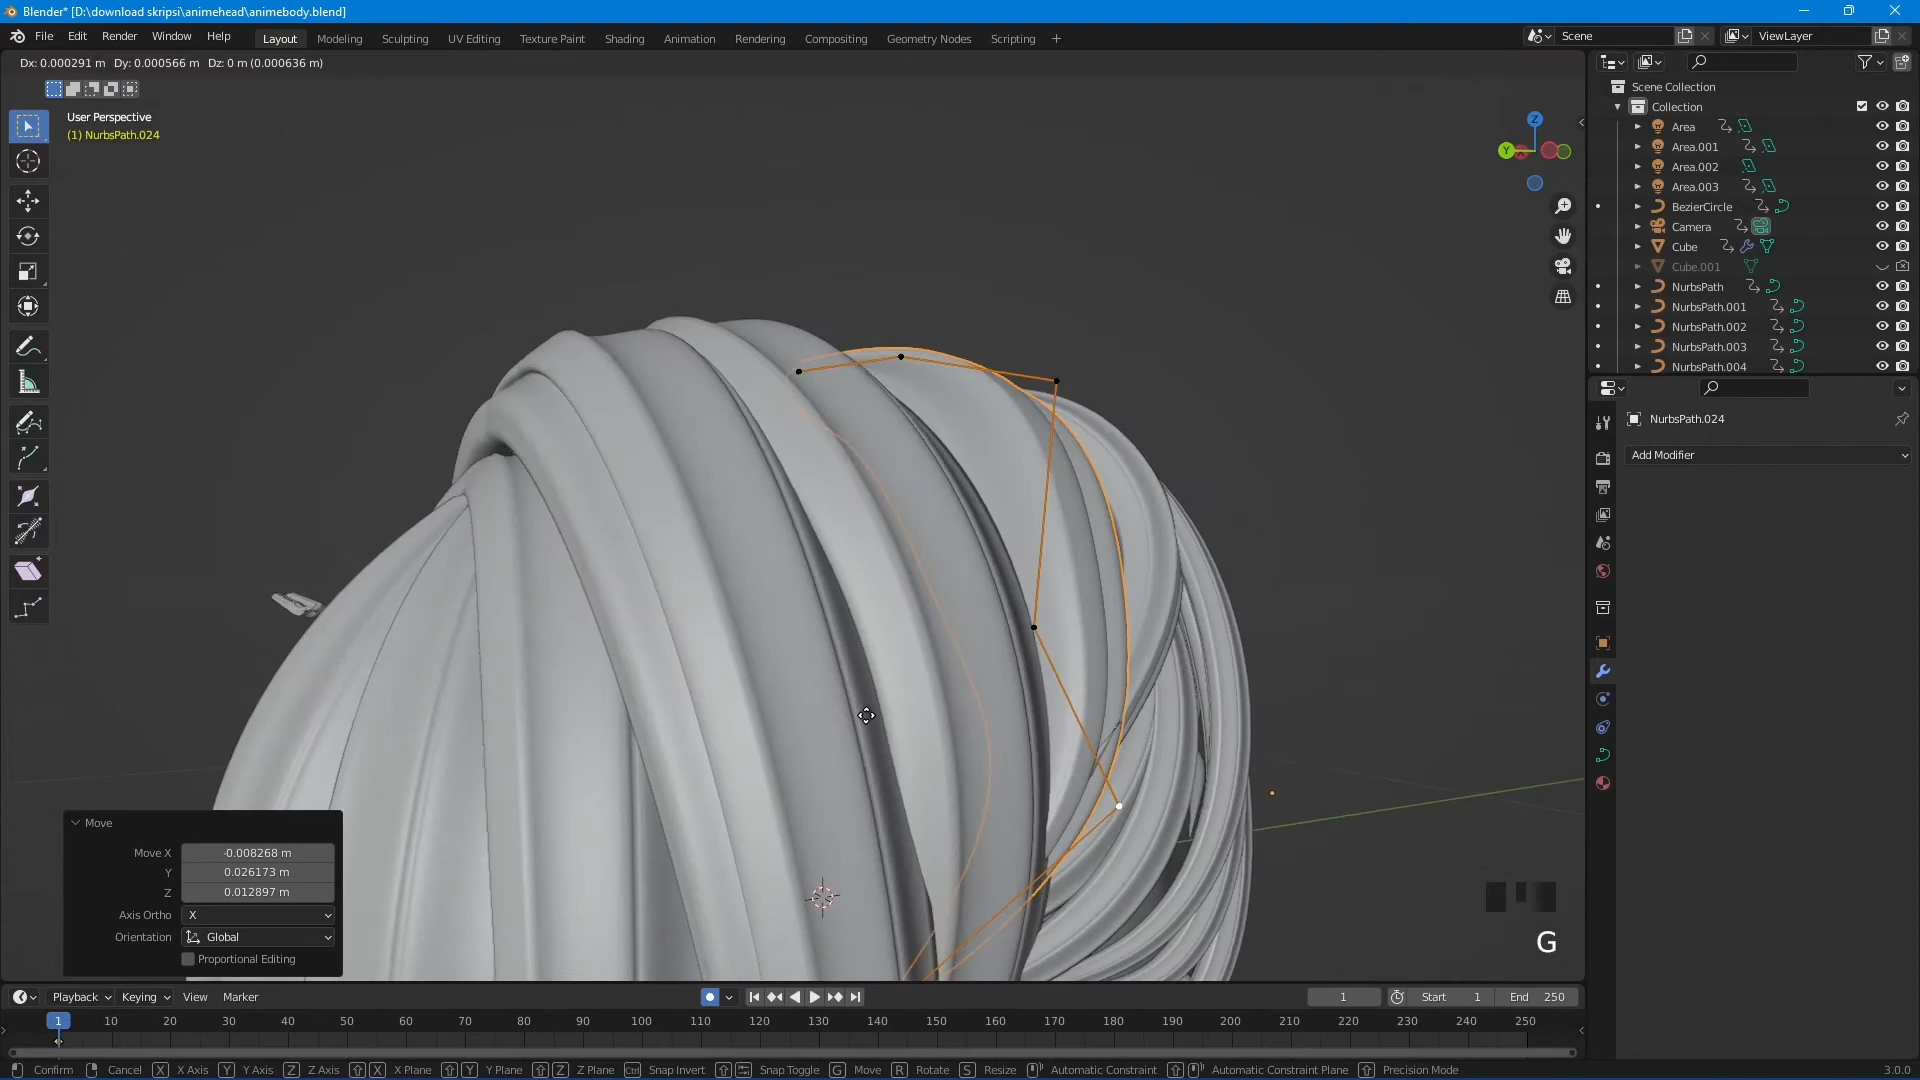 Blender* [D:\download skripsi\animehead\animebody.blend]
File Edit Render Window Help Layout Modeling Sculpting UV Editing Texture Paint Shading Animation Rendering Compositing Geometry Nodes Scripting + Scene ViewLayer
Dx: 0.000291 m Dy: 0.000566 m Dz: 0 m (0.000636 m)
User Perspective
(1) NurbsPath.024
Z
Y
Scene Collection
Collection
Area
Area.001
Area.002
Area.003
BezierCircle
Camera
Cube
Cube.001
NurbsPath
NurbsPath.001
NurbsPath.002
NurbsPath.003
NurbsPath.004
NurbsPath.024
Add Modifier
Move
Move X -0.008268 m
Y 0.026173 m
Z 0.012897 m
Axis Ortho X
Orientation Global
Proportional Editing
G
Playback Keying View Marker 1 Start 1 End 250
1 10 20 30 40 50 60 70 80 90 100 110 120 130 140 150 160 170 180 190 200 210 220 230 240 250
Confirm Cancel X X Axis Y Y Axis Z Z Axis X X Plane Y Y Plane Z Z Plane Ctrl Snap Invert Snap Toggle G Move R Rotate S Resize Automatic Constraint Automatic Constraint Plane Precision Mode 3.0.0